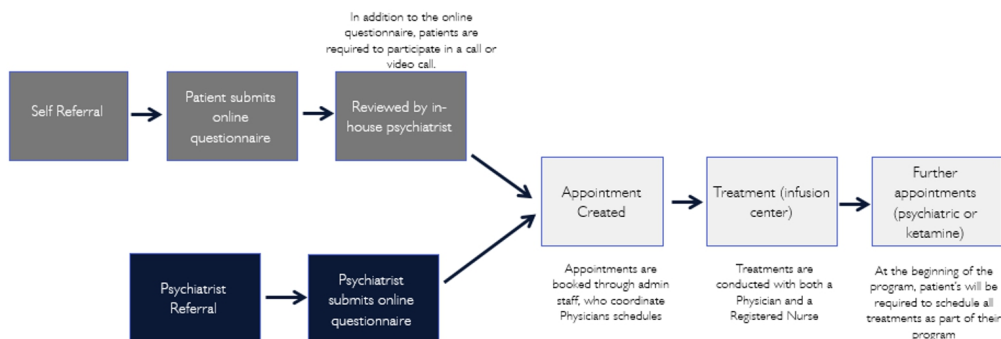 In addition to the online
questionnaire, patients are
required to participate in a call or
video call.
Self Referral
Patient submits
online
questionnaire
Reviewed by in-
house psychiatrist
Appointment
Created
Treatment (infusion
center)
Further
appointments
(psychiatric or
ketamine)
Psychiatrist
Referral
Psychiatrist
submits online
questionnaire
Appointments are
booked through admin
staff, who coordinate
Physicians schedules
Treatments are
conducted with both a
Physician and a
Registered Nurse
At the beginning of the
program, patient's will be
required to schedule all
treatments as part of their
program